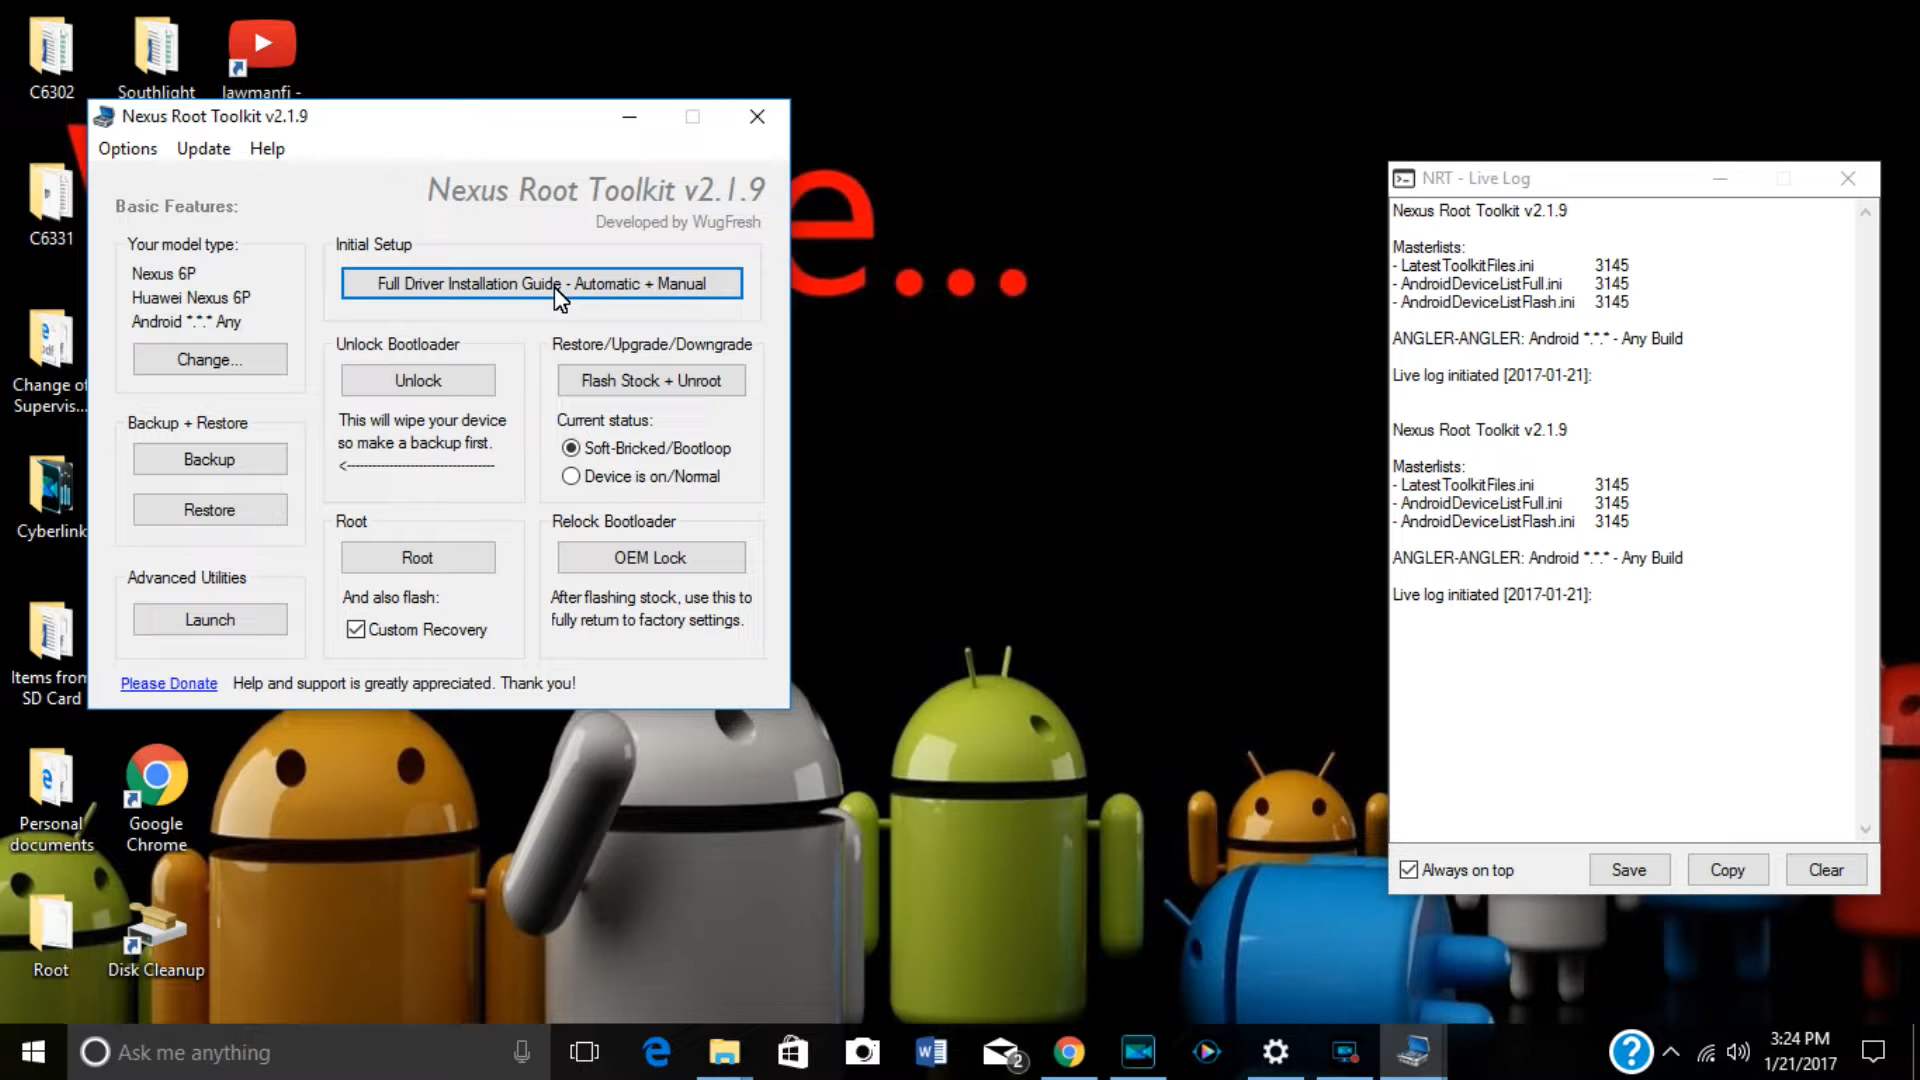 C6302
Southlight
lawmanfi -
C6331
Change of
Supervis...
Cyberlink
Items from
SD Card
Personal
documents
Google
Chrome
Root
Disk Cleanup
e...
Nexus Root Toolkit v2.1.9
Options Update Help
Nexus Root Toolkit v2.1.9
Developed by WugFresh
Basic Features:
Your model type:
Nexus 6P
Huawei Nexus 6P
Android *.*.* Any
Change...
Backup + Restore
Backup
Restore
Advanced Utilities
Launch
Initial Setup
Full Driver Installation Guide - Automatic + Manual
Unlock Bootloader
Unlock
This will wipe your device
so make a backup first.
<-----------------------------------
Restore/Upgrade/Downgrade
Flash Stock + Unroot
Current status:
Soft-Bricked/Bootloop
Device is on/Normal
Root
Root
And also flash:
Custom Recovery
Relock Bootloader
OEM Lock
After flashing stock, use this to
fully return to factory settings.
Please Donate Help and support is greatly appreciated. Thank you!
NRT - Live Log
Nexus Root Toolkit v2.1.9
Masterlists:
- LatestToolkitFiles.ini 3145
- AndroidDeviceListFull.ini 3145
- AndroidDeviceListFlash.ini 3145
ANGLER-ANGLER: Android *.*.* - Any Build
Live log initiated [2017-01-21]:
Nexus Root Toolkit v2.1.9
Masterlists:
- LatestToolkitFiles.ini 3145
- AndroidDeviceListFull.ini 3145
- AndroidDeviceListFlash.ini 3145
ANGLER-ANGLER: Android *.*.* - Any Build
Live log initiated [2017-01-21]:
Always on top Save Copy Clear
Ask me anything
2
3:24 PM
1/21/2017